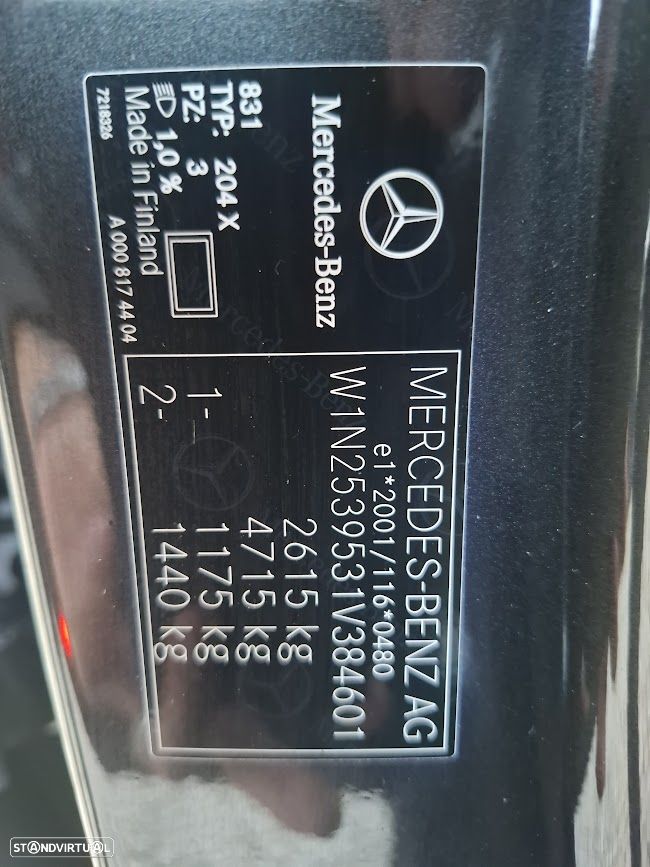 Mercedes-Benz
831
TYP: 204 X
PZ: 3
1,0 %
Made in Finland
7218926
A 000 817 44 04
MERCEDES-BENZ AG
e1*2001/116*0480
W1N2539531V384601
2615 kg
4715 kg
1- 1175 kg
2- 1440 kg
STANDVIRTUAL